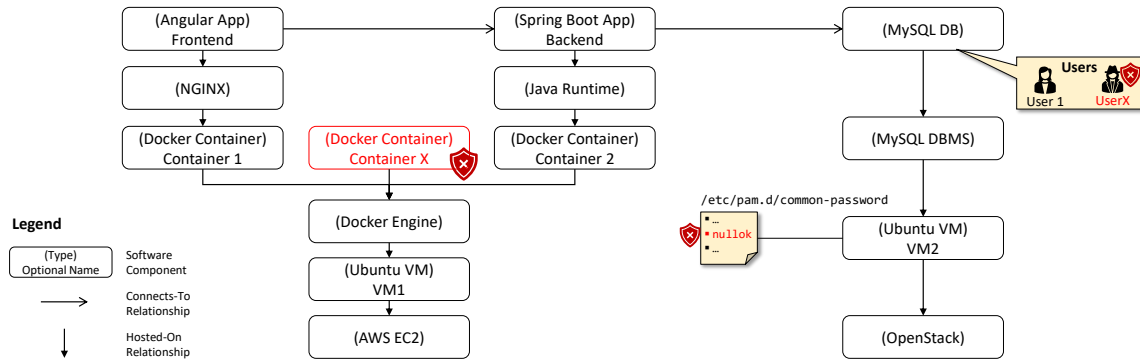 (Angular App)
Frontend
(Spring Boot App)
Backend
(MySQL DB)
Users
User 1
UserX
(NGINX)
(Java Runtime)
(Docker Container)
Container 1
(Docker Container)
Container X
(Docker Container)
Container 2
(MySQL DBMS)
/etc/pam.d/common-password
▪ …
▪ nullok
▪ …
(Docker Engine)
(Ubuntu VM)
VM2
(Ubuntu VM)
VM1
(AWS EC2)
(OpenStack)
Legend
(Type)
Optional Name
Software
Component
Connects-To
Relationship
Hosted-On
Relationship